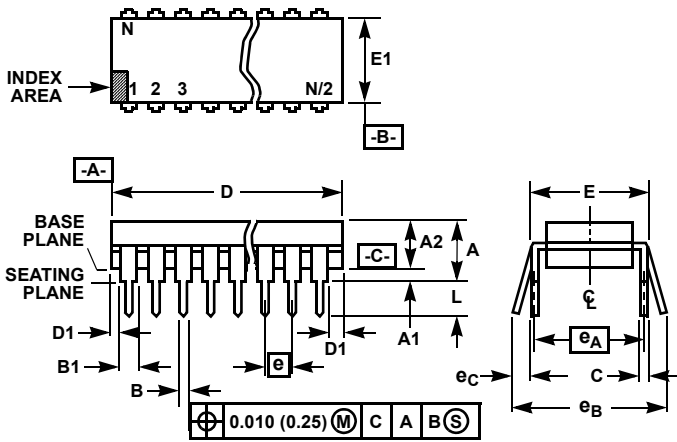 N
E1
INDEX
AREA
1 2 3 N/2
-B-
-A-
D
E
BASE
PLANE
A2
A
-C-
SEATING
PLANE
L
C
L
D1
A1
D1
eA
B1
e
eC
C
B
eB
0.010 (0.25) M C A B S